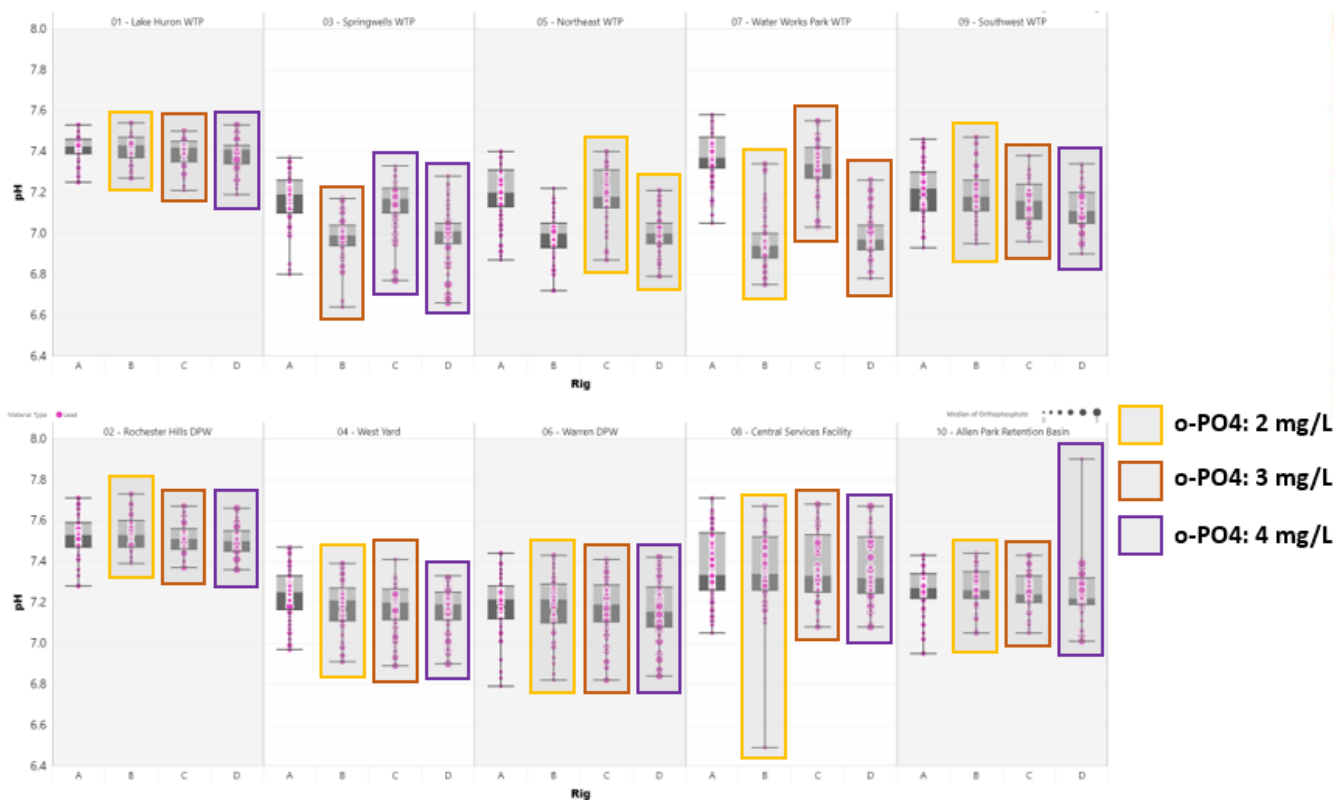 01 - Lake Huron WTP 03 - Springwells WTP 05 - Northeast WTP 07 - Water Works Park WTP 09 - Southwest WTP
8.0
7.8
7.6
7.4
7.2
7.0
6.8
6.6
6.4
pH
A B C D A B C D A B C D A B C D A B C D
Rig
Material Type Lead Median of Orthophosphate
02 - Rochester Hills DPW 04 - West Yard 06 - Warren DPW 08 - Central Services Facility 10 - Allen Park Retention Basin
8.0
7.8
7.6
7.4
7.2
7.0
6.8
6.6
6.4
pH
A B C D A B C D A B C D A B C D A B C D
Rig
o-PO4: 2 mg/L
o-PO4: 3 mg/L
o-PO4: 4 mg/L